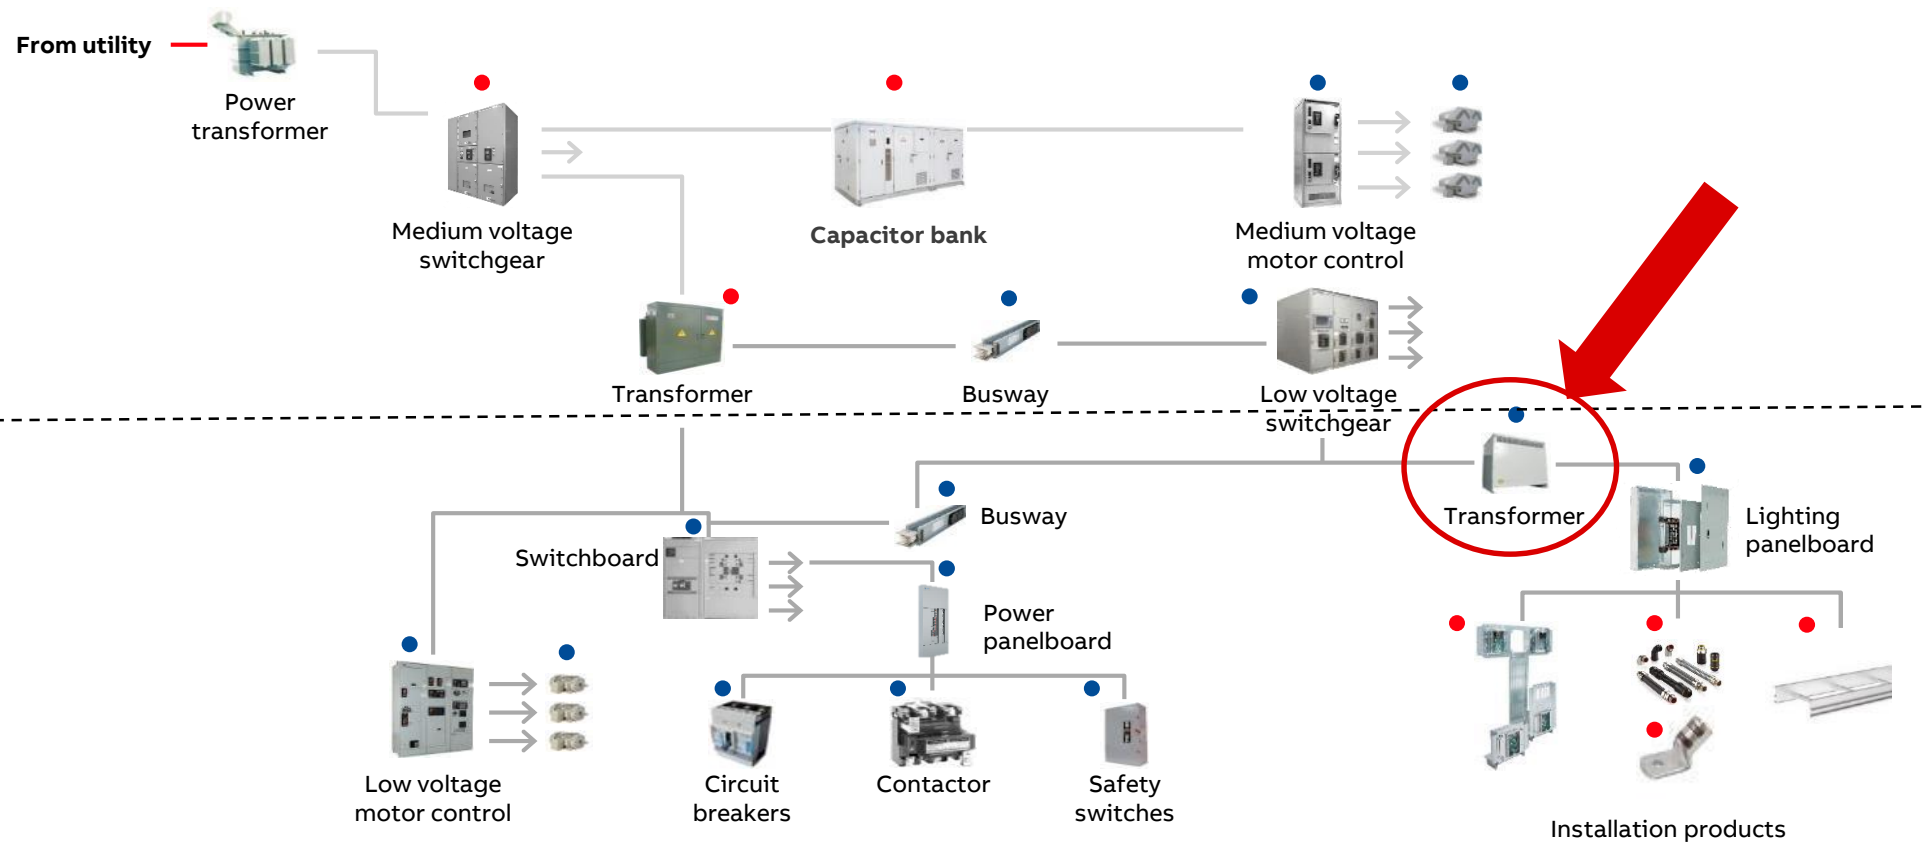 From utility
Power
transformer
Medium voltage
switchgear
Capacitor bank
Medium voltage
motor control
Transformer
Busway
Low voltage
switchgear
Busway
Transformer
Lighting
panelboard
Switchboard
Power
panelboard
Low voltage
motor control
Circuit
breakers
Contactor
Safety
switches
Installation products